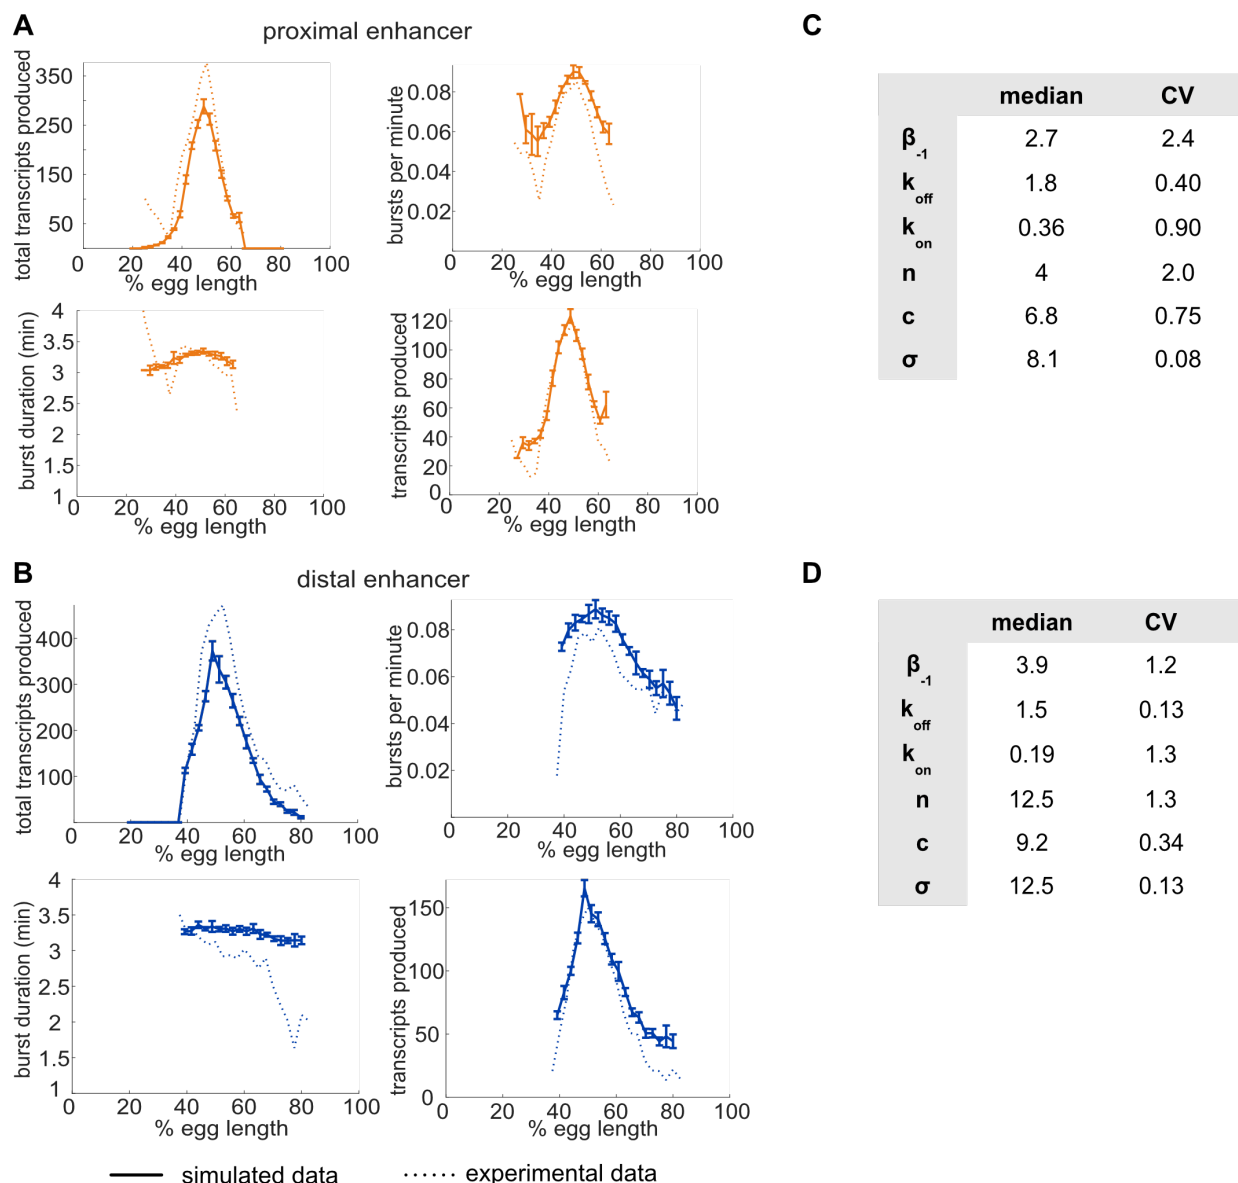 A
proximal enhancer
total transcripts produced
350
250
150
50
0 20 40 60 80 100
% egg length
bursts per minute
0.08
0.06
0.04
0.02
0 20 40 60 80 100
% egg length
burst duration (min)
4
3.5
3
2.5
2
1.5
1
0 20 40 60 80 100
% egg length
transcripts produced
120
100
80
60
40
20
0
0 20 40 60 80 100
% egg length
B
distal enhancer
total transcripts produced
400
300
200
100
0 20 40 60 80 100
% egg length
bursts per minute
0.08
0.06
0.04
0.02
0 20 40 60 80 100
% egg length
burst duration (min)
4
3.5
3
2.5
2
1.5
1
0 20 40 60 80 100
% egg length
transcripts produced
150
100
50
0
0 20 40 60 80 100
% egg length
simulated data experimental data
C
median CV
β-1 2.7 2.4
koff 1.8 0.40
kon 0.36 0.90
n 4 2.0
c 6.8 0.75
σ 8.1 0.08
D
median CV
β-1 3.9 1.2
koff 1.5 0.13
kon 0.19 1.3
n 12.5 1.3
c 9.2 0.34
σ 12.5 0.13